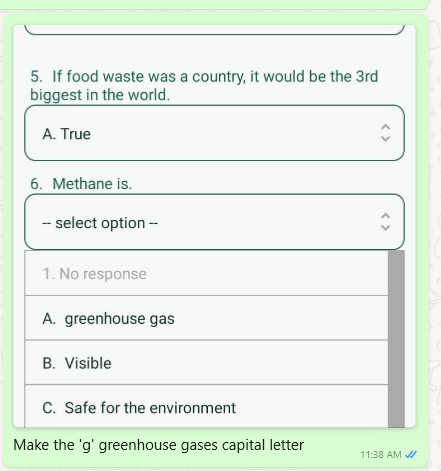 5. If food waste was a country, it would be the 3rd
biggest in the world.
A. True
6. Methane is.
-- select option --
1. No response
A. greenhouse gas
B. Visible
C. Safe for the environment
Make the 'g' greenhouse gases capital letter
11:38 AM